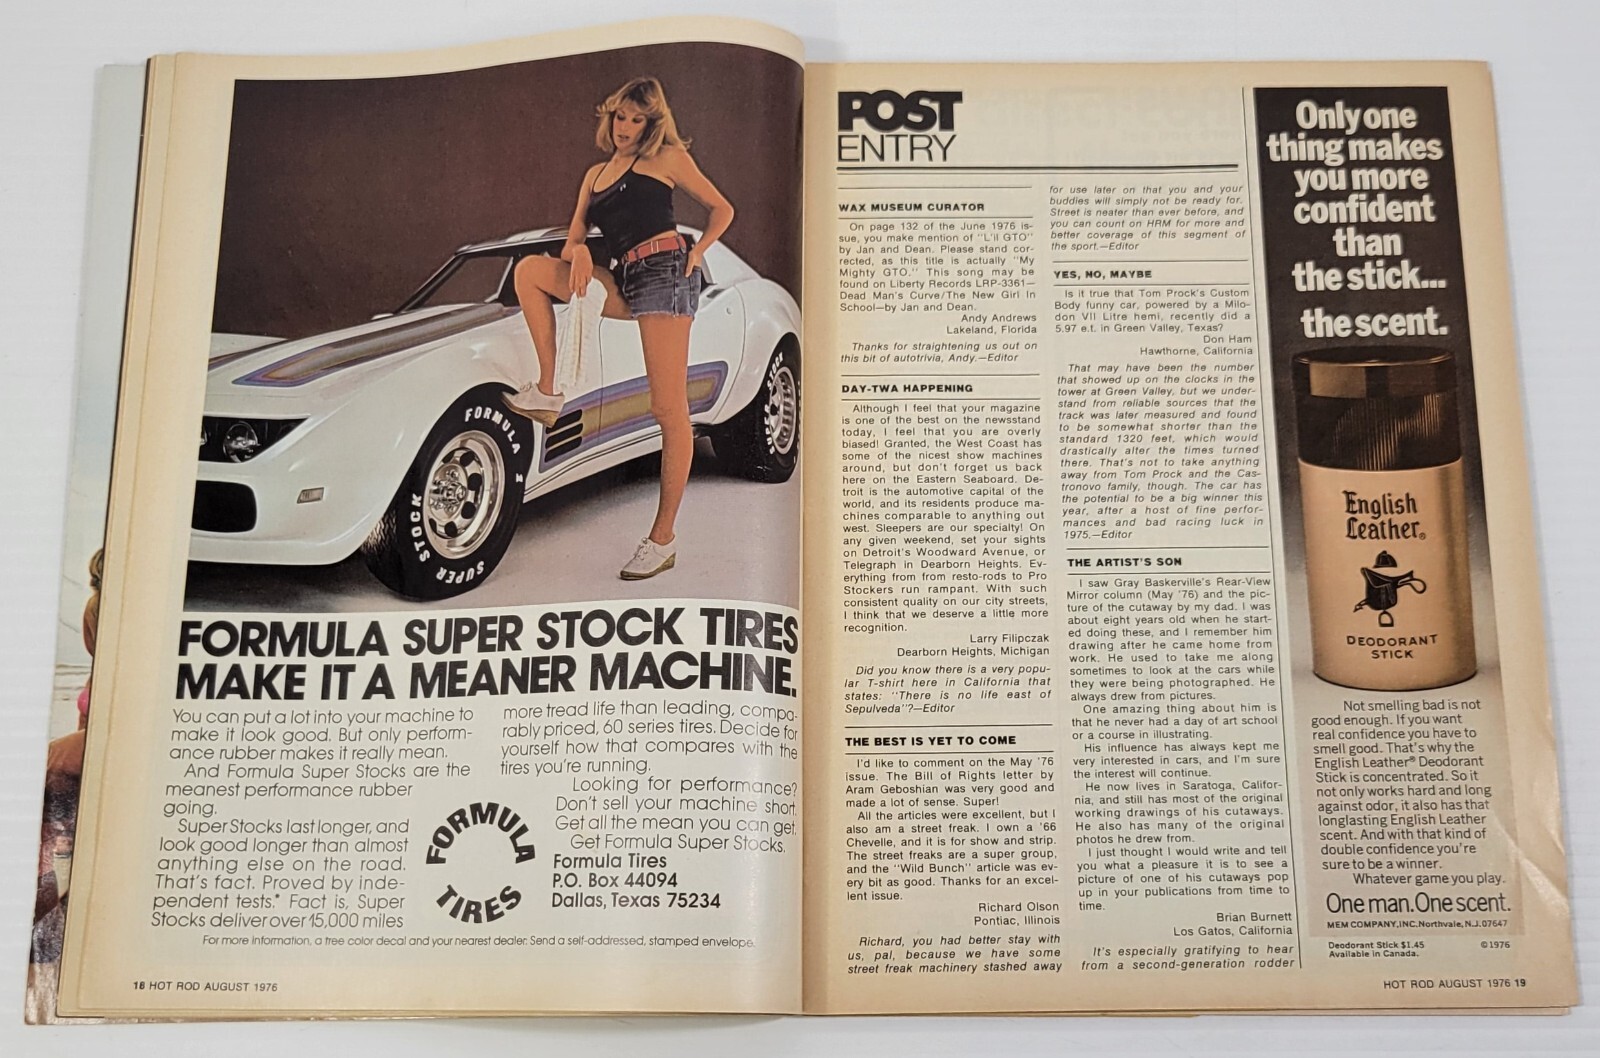 FORMULA
SUPER STOCK
SUPER STOCK
FORMULA SUPER STOCK TIRES
MAKE IT A MEANER MACHINE.
You can put a lot into your machine to
make it look good. But only perform-
ance rubber makes it really mean.
And Formula Super Stocks are the
meanest performance rubber
going.
Super Stocks last longer, and
look good longer than almost
anything else on the road.
That's fact. Proved by inde-
pendent tests.* Fact is, Super
Stocks deliver over 15,000 miles
more tread life than leading, compa-
rably priced, 60 series tires. Decide for
yourself how that compares with the
tires you're running.
Looking for performance?
Don't sell your machine short.
Get all the mean you can get.
Get Formula Super Stocks.
FORMULA
TIRES
Formula Tires
P.O. Box 44094
Dallas, Texas 75234
For more information, a free color decal and your nearest dealer. Send a self-addressed, stamped envelope.
18 HOT ROD AUGUST 1976
POST
ENTRY
WAX MUSEUM CURATOR
On page 132 of the June 1976 is-
sue, you make mention of "L'il GTO"
by Jan and Dean. Please stand cor-
rected, as this title is actually "My
Mighty GTO." This song may be
found on Liberty Records LRP-3361—
Dead Man's Curve/The New Girl In
School—by Jan and Dean.
Andy Andrews
Lakeland, Florida
Thanks for straightening us out on
this bit of autotrivia, Andy.—Editor
DAY-TWA HAPPENING
Although I feel that your magazine
is one of the best on the newsstand
today, I feel that you are overly
biased! Granted, the West Coast has
some of the nicest show machines
around, but don't forget us back
here on the Eastern Seaboard. De-
troit is the automotive capital of the
world, and its residents produce ma-
chines comparable to anything out
west. Sleepers are our specialty! On
any given weekend, set your sights
on Detroit's Woodward Avenue, or
Telegraph in Dearborn Heights. Ev-
erything from from resto-rods to Pro
Stockers run rampant. With such
consistent quality on our city streets,
I think that we deserve a little more
recognition.
Larry Filipczak
Dearborn Heights, Michigan
Did you know there is a very popu-
lar T-shirt here in California that
states: "There is no life east of
Sepulveda"?—Editor
THE BEST IS YET TO COME
I'd like to comment on the May '76
issue. The Bill of Rights letter by
Aram Geboshian was very good and
made a lot of sense. Super!
All the articles were excellent, but I
also am a street freak. I own a '66
Chevelle, and it is for show and strip.
The street freaks are a super group,
and the "Wild Bunch" article was ev-
ery bit as good. Thanks for an excel-
lent issue.
Richard Olson
Pontiac, Illinois
Richard, you had better stay with
us, pal, because we have some
street freak machinery stashed away
for use later on that you and your
buddies will simply not be ready for.
Street is neater than ever before, and
you can count on HRM for more and
better coverage of this segment of
the sport.—Editor
YES, NO, MAYBE
Is it true that Tom Prock's Custom
Body funny car, powered by a Milo-
don VII Litre hemi, recently did a
5.97 e.t. in Green Valley, Texas?
Don Ham
Hawthorne, California
That may have been the number
that showed up on the clocks in the
tower at Green Valley, but we under-
stand from reliable sources that the
track was later measured and found
to be somewhat shorter than the
standard 1320 feet, which would
drastically alter the times turned
there. That's not to take anything
away from Tom Prock and the Cas-
tronovo family, though. The car has
the potential to be a big winner this
year, after a host of fine perfor-
mances and bad racing luck in
1975.—Editor
THE ARTIST'S SON
I saw Gray Baskerville's Rear-View
Mirror column (May '76) and the pic-
ture of the cutaway by my dad. I was
about eight years old when he start-
ed doing these, and I remember him
drawing after he came home from
work. He used to take me along
sometimes to look at the cars while
they were being photographed. He
always drew from pictures.
One amazing thing about him is
that he never had a day of art school
or a course in illustrating.
His influence has always kept me
very interested in cars, and I'm sure
the interest will continue.
He now lives in Saratoga, Califor-
nia, and still has most of the original
working drawings of his cutaways.
He also has many of the original
photos he drew from.
I just thought I would write and tell
you what a pleasure it is to see a
picture of one of his cutaways pop
up in your publications from time to
time.
Brian Burnett
Los Gatos, California
It's especially gratifying to hear
from a second-generation rodder
Only one
thing makes
you more
confident
than
the stick...
the scent.
English
Leather®
DEODORANT
STICK
Not smelling bad is not
good enough. If you want
real confidence you have to
smell good. That's why the
English Leather® Deodorant
Stick is concentrated. So it
not only works hard and long
against odor, it also has that
longlasting English Leather
scent. And with that kind of
double confidence you're
sure to be a winner.
Whatever game you play.
One man. One scent.
MEM COMPANY, INC. Northvale, N.J. 07647
Deodorant Stick $1.45
Available in Canada.
©1976
HOT ROD AUGUST 1976 19